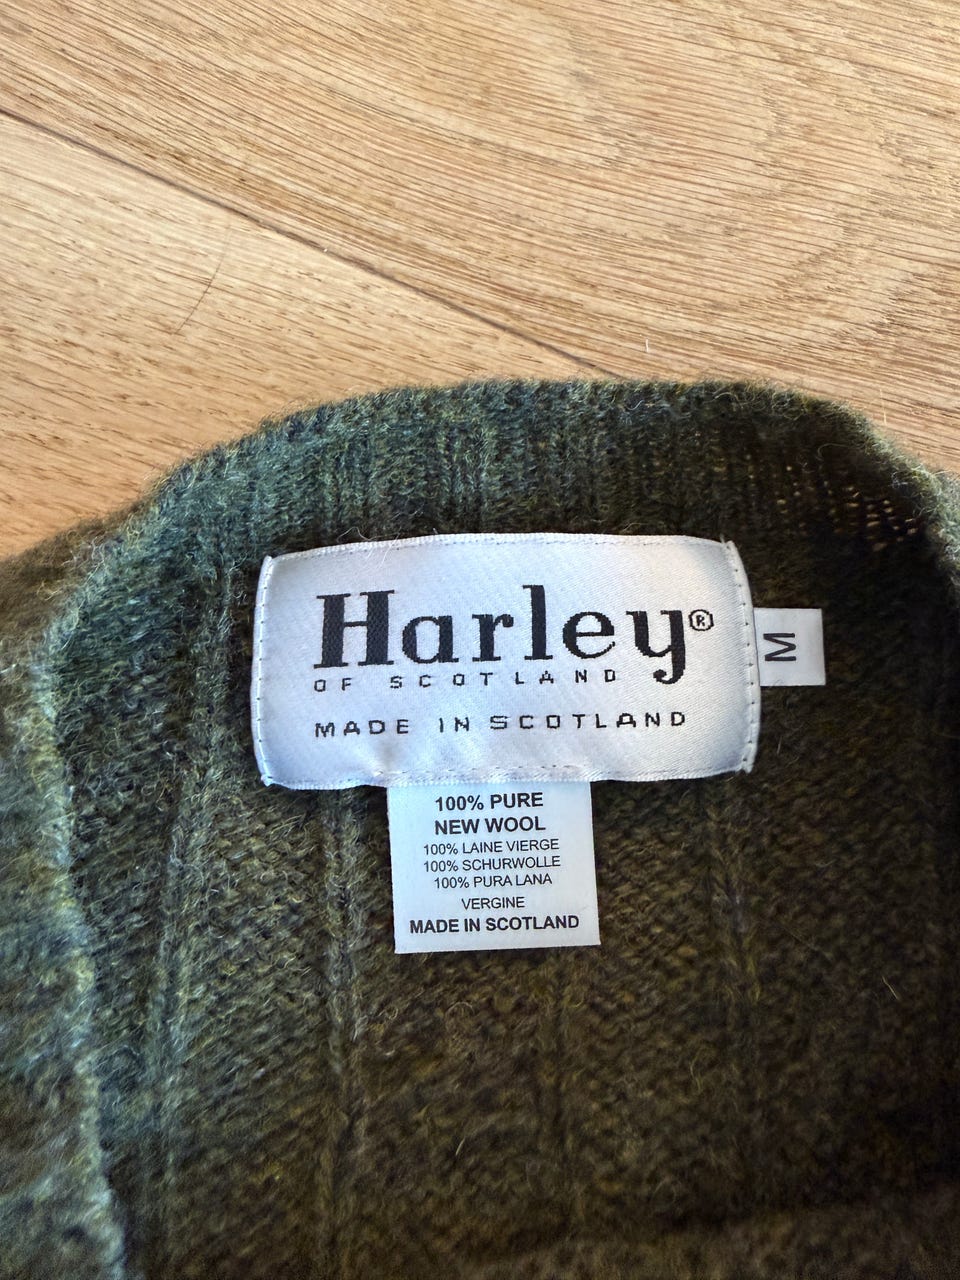 Harley®
OF SCOTLAND
MADE IN SCOTLAND
M
100% PURE
NEW WOOL
100% LAINE VIERGE
100% SCHURWOLLE
100% PURA LANA
VERGINE
MADE IN SCOTLAND